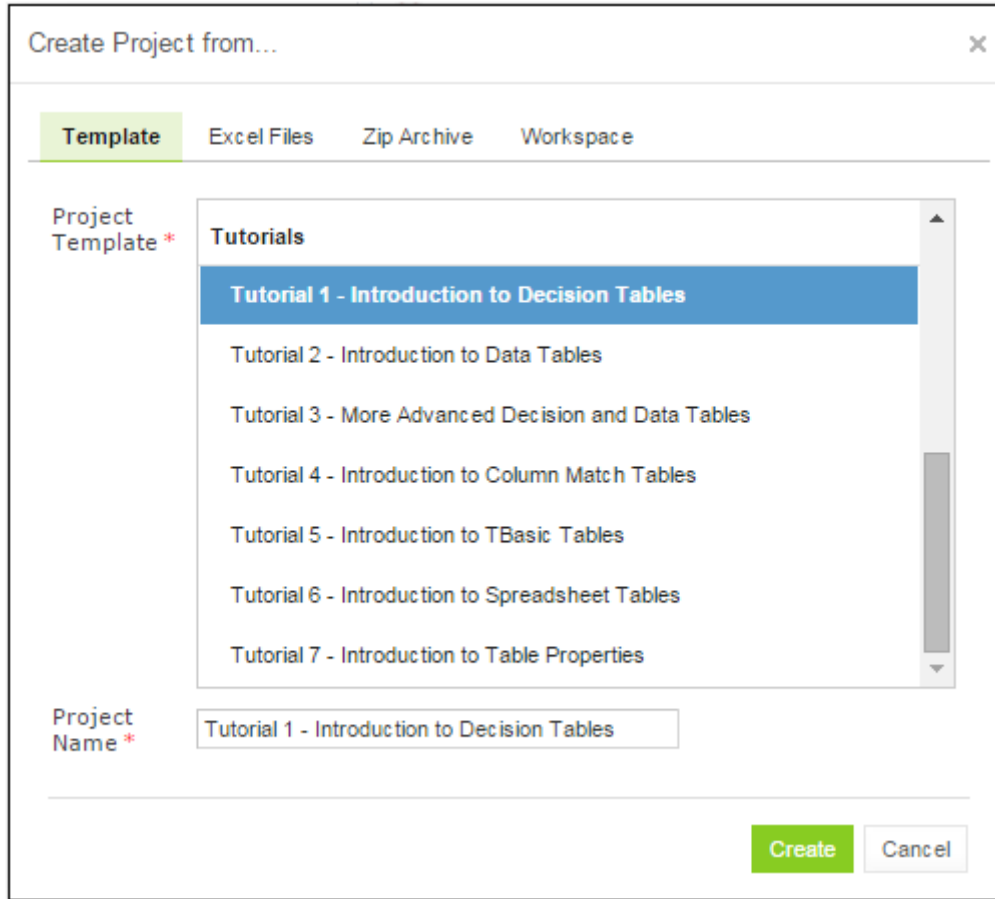 Create Project from...
Template Excel Files Zip Archive Workspace
Project
Template *
Tutorials
Tutorial 1 - Introduction to Decision Tables
Tutorial 2 - Introduction to Data Tables
Tutorial 3 - More Advanced Decision and Data Tables
Tutorial 4 - Introduction to Column Match Tables
Tutorial 5 - Introduction to TBasic Tables
Tutorial 6 - Introduction to Spreadsheet Tables
Tutorial 7 - Introduction to Table Properties
Project
Name *
Tutorial 1 - Introduction to Decision Tables
Create Cancel